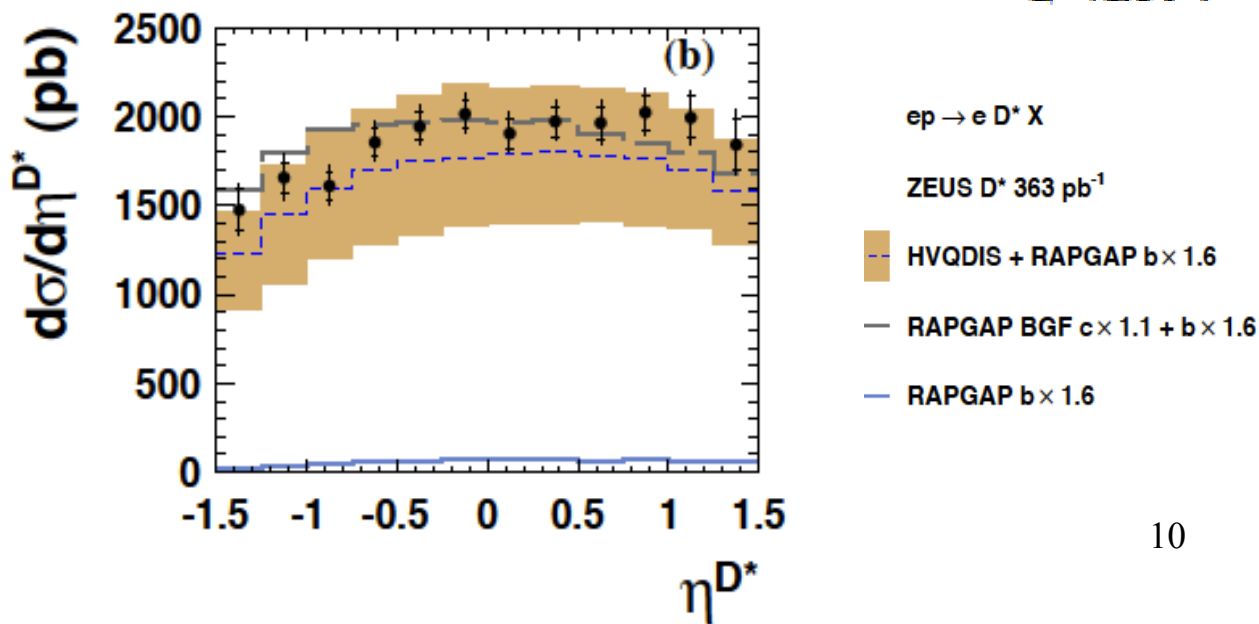 (b)
dσ/dη^D* (pb)
2500
2000
1500
1000
500
0
-1.5 -1 -0.5 0 0.5 1 1.5
η^D*
ep → e D* X
ZEUS D* 363 pb⁻¹
HVQDIS + RAPGAP b × 1.6
RAPGAP BGF c × 1.1 + b × 1.6
RAPGAP b × 1.6
10